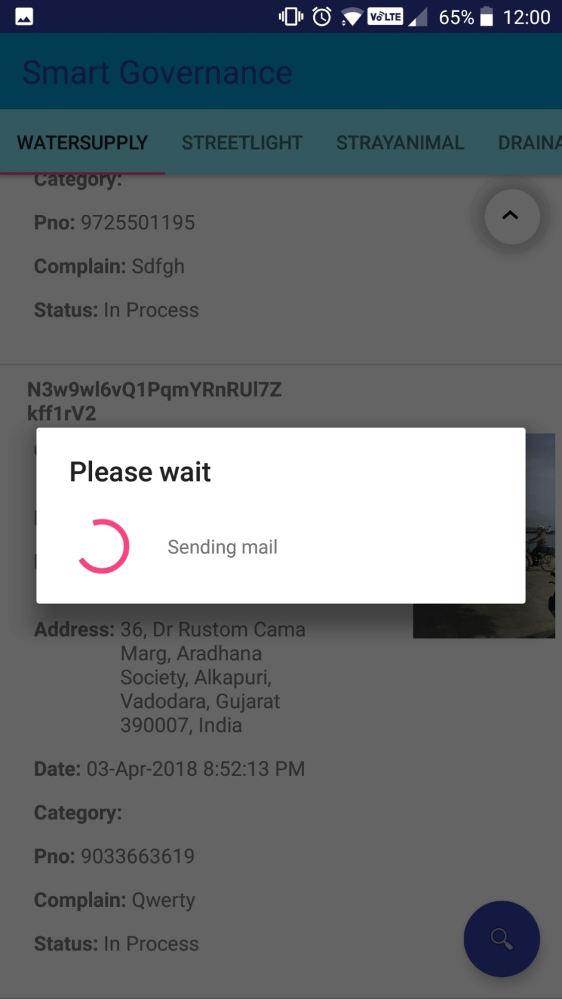 VoLTE 65% 12:00
Smart Governance
WATERSUPPLY STREETLIGHT STRAYANIMAL DRAINA
Category:
Pno: 9725501195
Complain: Sdfgh
Status: In Process
N3w9wl6vQ1PqmYRnRUl7Z
kff1rV2
Please wait
Sending mail
Address: 36, Dr Rustom Cama
Marg, Aradhana
Society, Alkapuri,
Vadodara, Gujarat
390007, India
Date: 03-Apr-2018 8:52:13 PM
Category:
Pno: 9033663619
Complain: Qwerty
Status: In Process